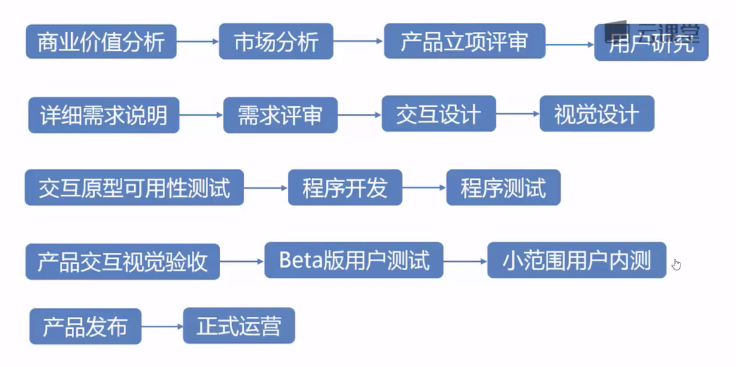 云课堂
商业价值分析 市场分析 产品立项评审 用户研究
详细需求说明 需求评审 交互设计 视觉设计
交互原型可用性测试 程序开发 程序测试
产品交互视觉验收 Beta版用户测试 小范围用户内测
产品发布 正式运营